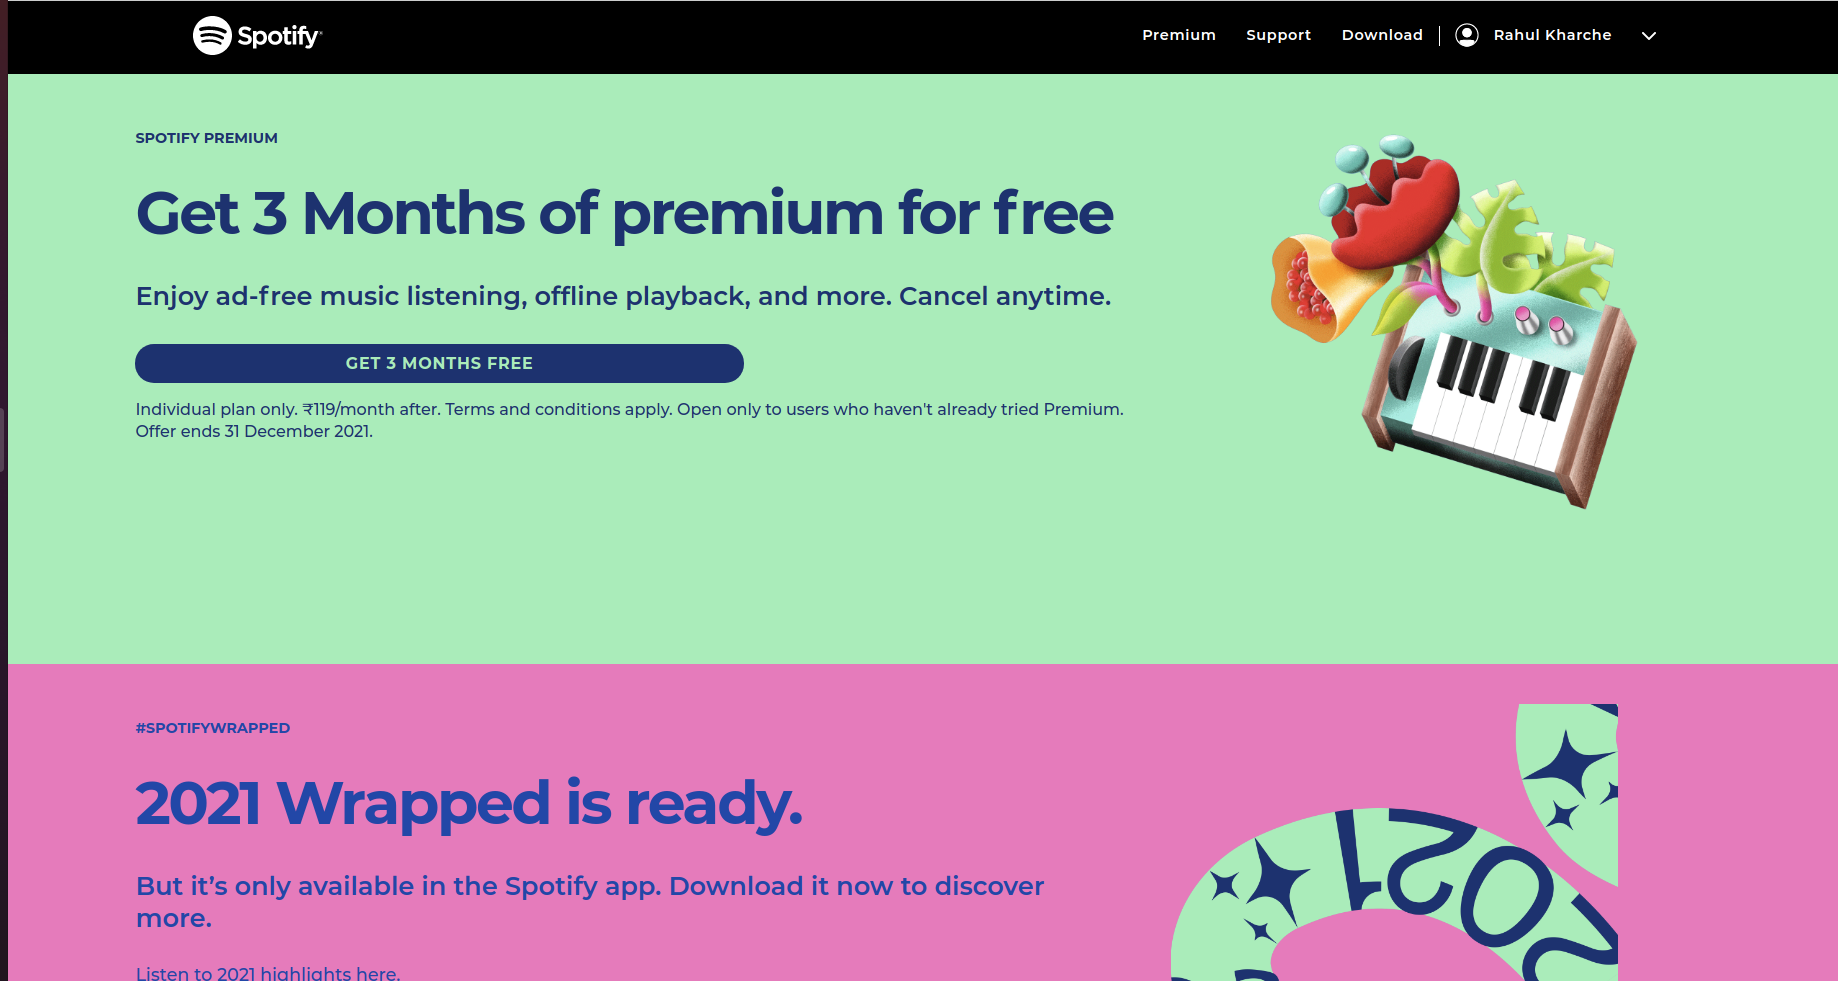 Spotify
Premium
Support
Download
Rahul Kharche
SPOTIFY PREMIUM
Get 3 Months of premium for free
Enjoy ad-free music listening, offline playback, and more. Cancel anytime.
GET 3 MONTHS FREE
Individual plan only. ₹119/month after. Terms and conditions apply. Open only to users who haven't already tried Premium.
Offer ends 31 December 2021.
#SPOTIFYWRAPPED
2021 Wrapped is ready.
But it’s only available in the Spotify app. Download it now to discover
more.
Listen to 2021 highlights here.
2021